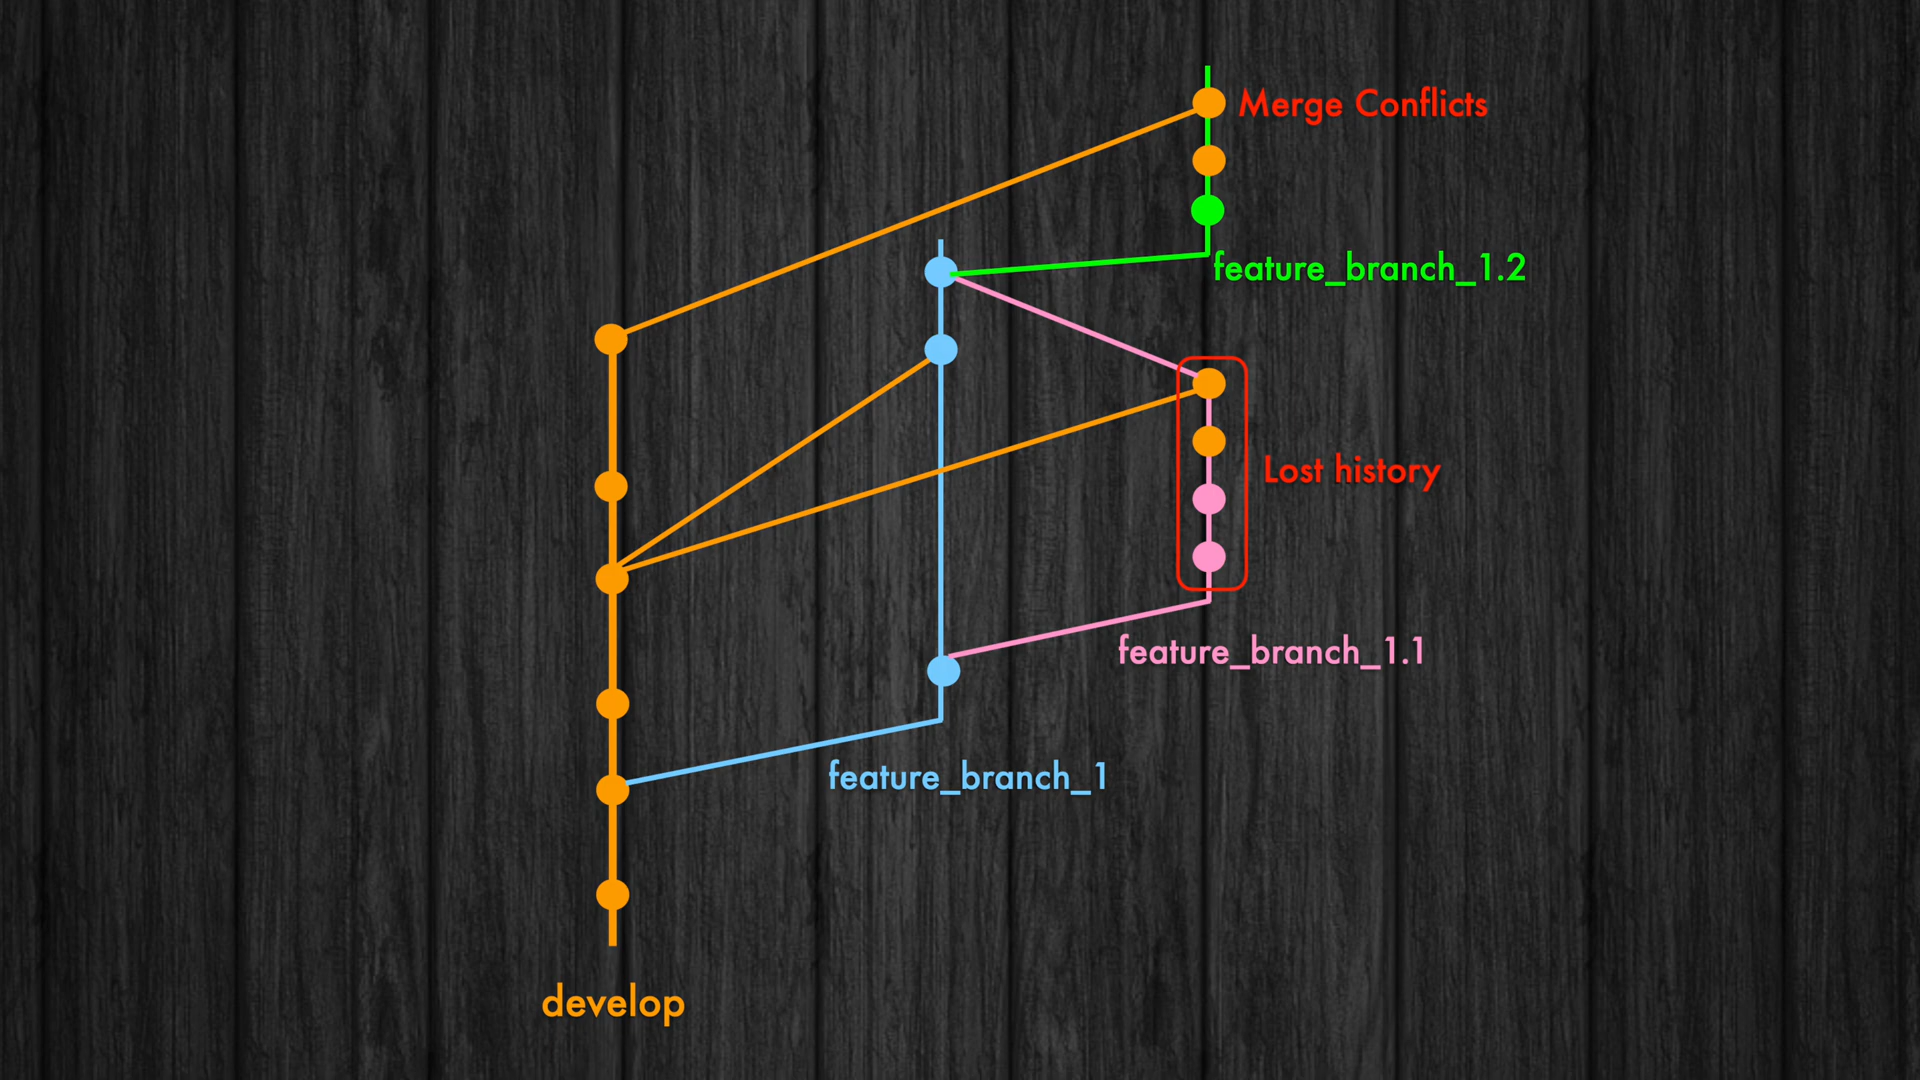 Merge Conflicts
feature_branch_1.2
Lost history
feature_branch_1.1
feature_branch_1
develop